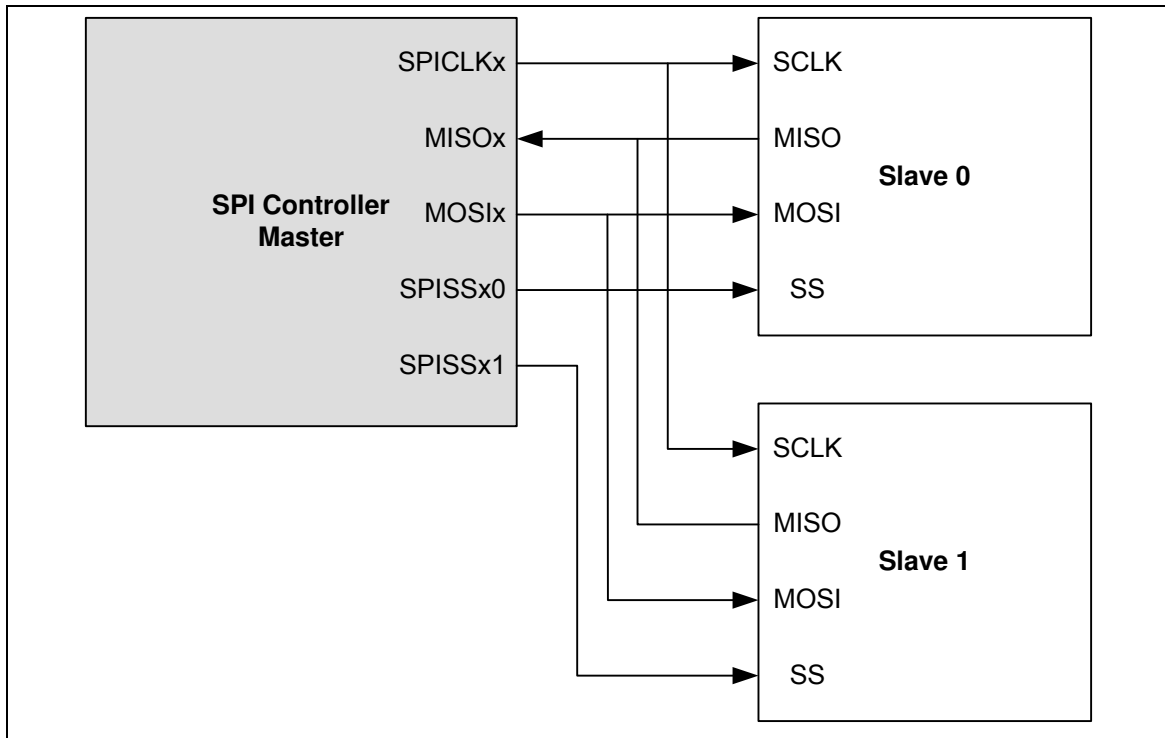 SPI Controller
Master
SPICLKx
MISOx
MOSIx
SPISSx0
SPISSx1
SCLK
MISO
Slave 0
MOSI
SS
SCLK
MISO
Slave 1
MOSI
SS